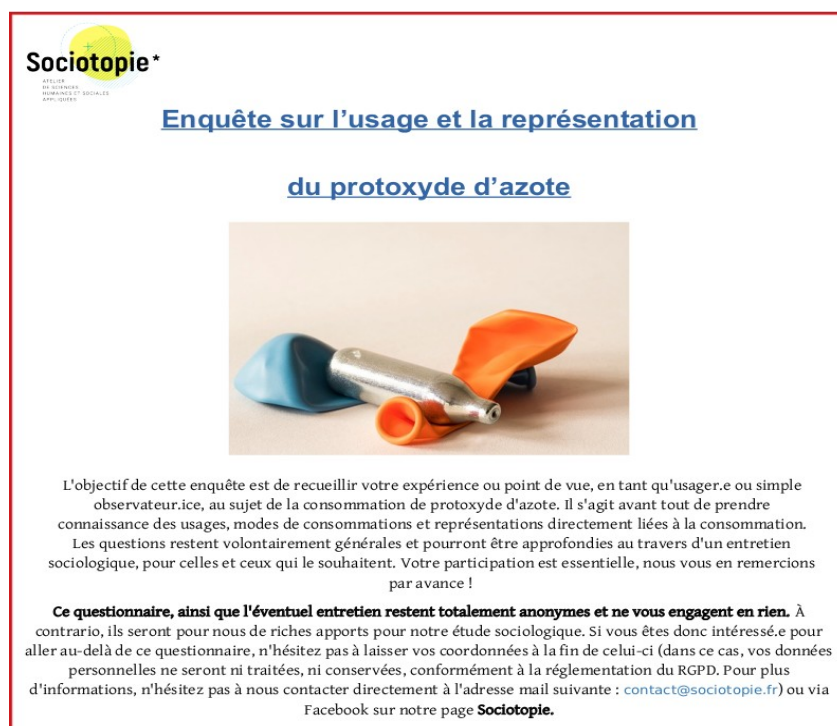 Sociotopie*
ATELIER
DE SCIENCES
HUMAINES ET SOCIALES
APPLIQUÉES
Enquête sur l'usage et la représentation
du protoxyde d'azote
L'objectif de cette enquête est de recueillir votre expérience ou point de vue, en tant qu'usager.e ou simple
observateur.ice, au sujet de la consommation de protoxyde d'azote. Il s'agit avant tout de prendre
connaissance des usages, modes de consommations et représentations directement liées à la consommation.
Les questions restent volontairement générales et pourront être approfondies au travers d'un entretien
sociologique, pour celles et ceux qui le souhaitent. Votre participation est essentielle, nous vous en remercions
par avance !
Ce questionnaire, ainsi que l'éventuel entretien restent totalement anonymes et ne vous engagent en rien. À
contrario, ils seront pour nous de riches apports pour notre étude sociologique. Si vous êtes donc intéressé.e pour
aller au-delà de ce questionnaire, n'hésitez pas à laisser vos coordonnées à la fin de celui-ci (dans ce cas, vos données
personnelles ne seront ni traitées, ni conservées, conformément à la réglementation du RGPD. Pour plus
d'informations, n'hésitez pas à nous contacter directement à l'adresse mail suivante : contact@sociotopie.fr) ou via
Facebook sur notre page Sociotopie.